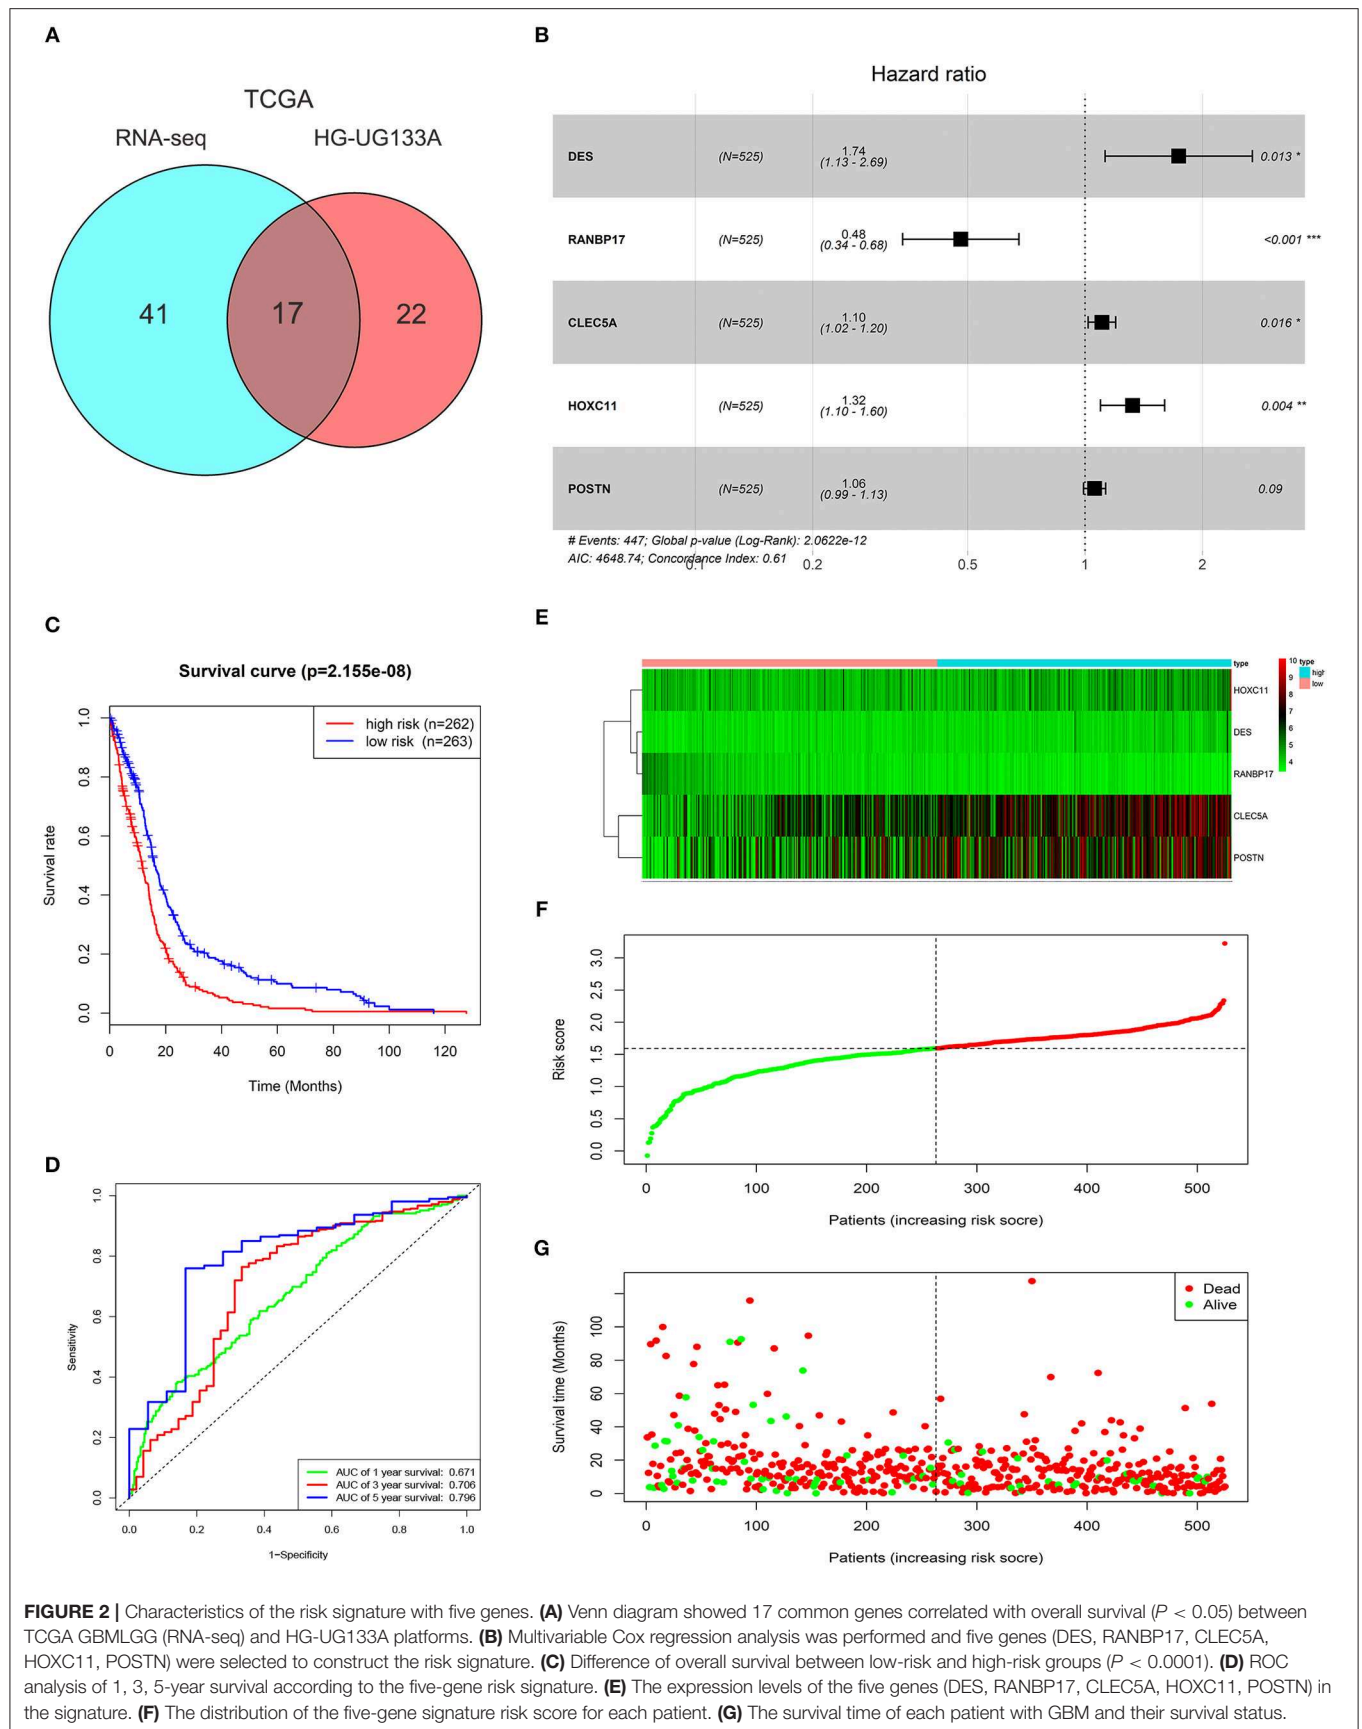 A
TCGA
RNA-seq HG-UG133A
41 17 22
B
Hazard ratio
DES (N=525) 1.74 (1.13 - 2.69) 0.013 *
RANBP17 (N=525) 0.48 (0.34 - 0.68) <0.001 ***
CLEC5A (N=525) 1.10 (1.02 - 1.20) 0.016 *
HOXC11 (N=525) 1.32 (1.10 - 1.60) 0.004 **
POSTN (N=525) 1.06 (0.99 - 1.13) 0.09
# Events: 447; Global p-value (Log-Rank): 2.0622e-12
AIC: 4648.74; Concordance Index: 0.61
0.1 0.2 0.5 1 2
C
Survival curve (p=2.155e-08)
high risk (n=262)
low risk (n=263)
Survival rate
1.0
0.8
0.6
0.4
0.2
0.0
0 20 40 60 80 100 120
Time (Months)
D
Sensitivity
1.0
0.8
0.6
0.4
0.2
0.0
AUC of 1 year survival: 0.671
AUC of 3 year survival: 0.706
AUC of 5 year survival: 0.796
0.0 0.2 0.4 0.6 0.8 1.0
1-Specificity
E
type
HOXC11
DES
RANBP17
CLEC5A
POSTN
10
9
8
7
6
5
4
type
high
low
F
Risk score
3.0
2.5
2.0
1.5
1.0
0.5
0.0
0 100 200 300 400 500
Patients (increasing risk socre)
G
Dead
Alive
Survival time (Months)
100
80
60
40
20
0
0 100 200 300 400 500
Patients (increasing risk socre)
FIGURE 2 | Characteristics of the risk signature with five genes. (A) Venn diagram showed 17 common genes correlated with overall survival (P < 0.05) between
TCGA GBMLGG (RNA-seq) and HG-UG133A platforms. (B) Multivariable Cox regression analysis was performed and five genes (DES, RANBP17, CLEC5A,
HOXC11, POSTN) were selected to construct the risk signature. (C) Difference of overall survival between low-risk and high-risk groups (P < 0.0001). (D) ROC
analysis of 1, 3, 5-year survival according to the five-gene risk signature. (E) The expression levels of the five genes (DES, RANBP17, CLEC5A, HOXC11, POSTN) in
the signature. (F) The distribution of the five-gene signature risk score for each patient. (G) The survival time of each patient with GBM and their survival status.